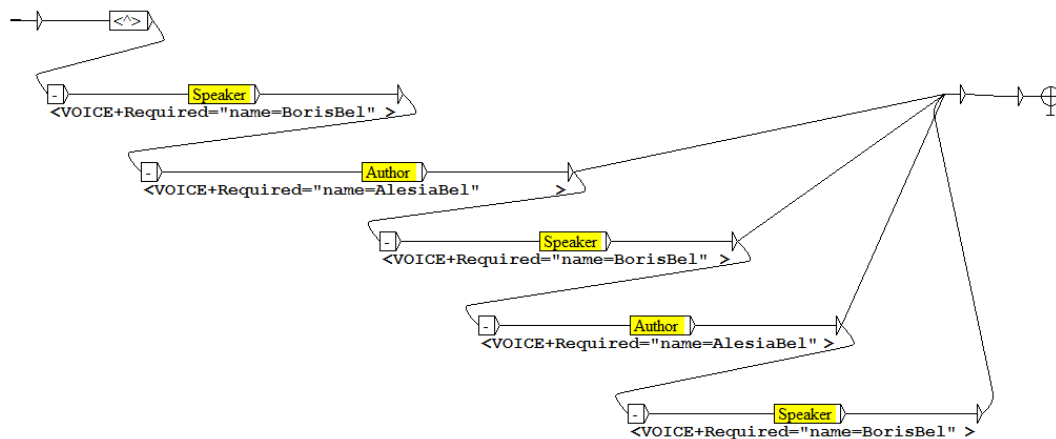 <^>
- Speaker
<VOICE+Required="name=BorisBel" >
- Author
<VOICE+Required="name=AlesiaBel" >
- Speaker
<VOICE+Required="name=BorisBel" >
- Author
<VOICE+Required="name=AlesiaBel" >
- Speaker
<VOICE+Required="name=BorisBel" >